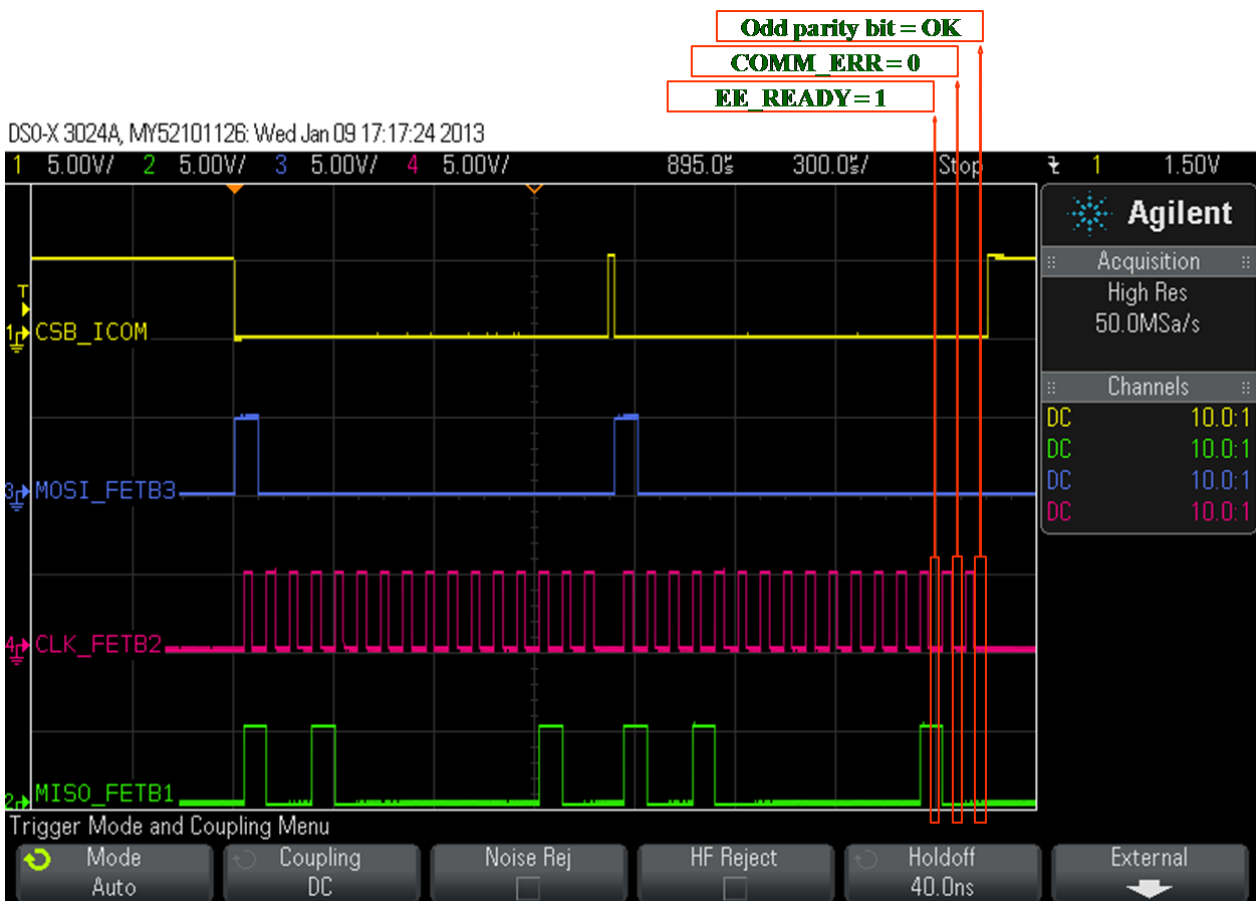 Odd parity bit = OK
COMM_ERR = 0
EE_READY = 1
DSO-X 3024A, MY52101126: Wed Jan 09 17:17:24 2013
1 5.00V/ 2 5.00V/ 3 5.00V/ 4 5.00V/ 895.0µs 300.0µs/ Stop 1 1.50V
Agilent
Acquisition
High Res
50.0MSa/s
Channels
DC 10.0:1
DC 10.0:1
DC 10.0:1
DC 10.0:1
T
1 CSB_ICOM
3 MOSI_FETB3
4 CLK_FETB2
2 MISO_FETB1
Trigger Mode and Coupling Menu
Mode
Auto
Coupling
DC
Noise Rej
HF Reject
Holdoff
40.0ns
External